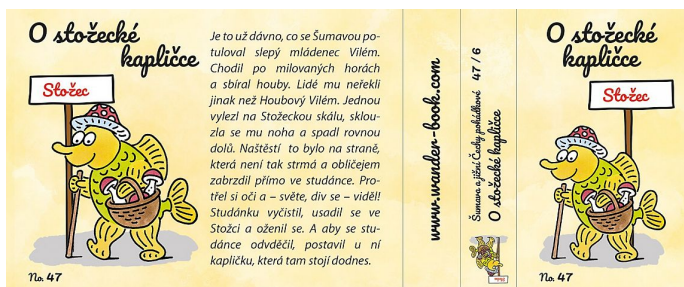 O stožecké
kapličce
Stožec
No. 47
Je to už dávno, co se Šumavou po-
tuloval slepý mládenec Vilém.
Chodil po milovaných horách
a sbíral houby. Lidé mu neřekli
jinak než Houbový Vilém. Jednou
vylezl na Stožeckou skálu, sklou-
zla se mu noha a spadl rovnou
dolů. Naštěstí to bylo na straně,
která není tak strmá a obličejem
zabrzdil přímo ve studánce. Pro-
třel si oči a – světe, div se – viděl!
Studánku vyčistil, usadil se ve
Stožci a oženil se. A aby se stu-
dánce odvděčil, postavil u ní
kapličku, která tam stojí dodnes.
www.wander-book.com
Šumava a jižní Čechy pohádkové 47 / 6
O stožecké kapličce
Stožec
O stožecké
kapličce
Stožec
No. 47